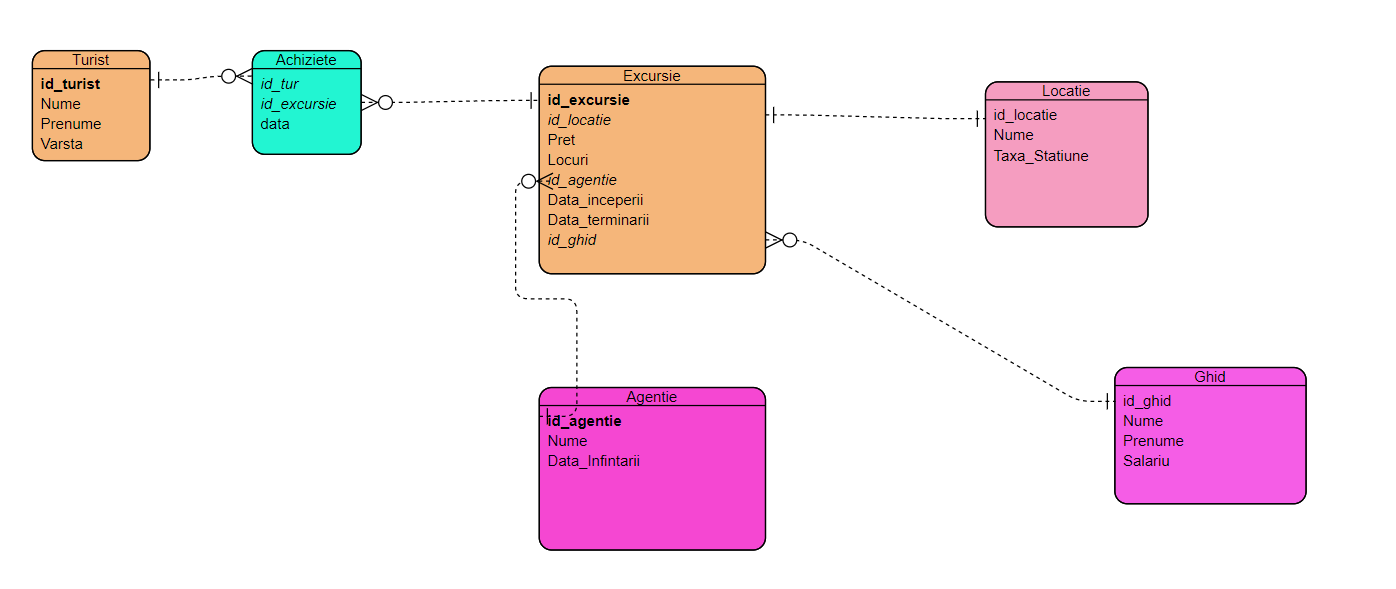 Turist
id_turist
Nume
Prenume
Varsta
Achiziete
id_tur
id_excursie
data
Excursie
id_excursie
id_locatie
Pret
Locuri
id_agentie
Data_inceperii
Data_terminarii
id_ghid
Locatie
id_locatie
Nume
Taxa_Statiune
Agentie
id_agentie
Nume
Data_Infintarii
Ghid
id_ghid
Nume
Prenume
Salariu